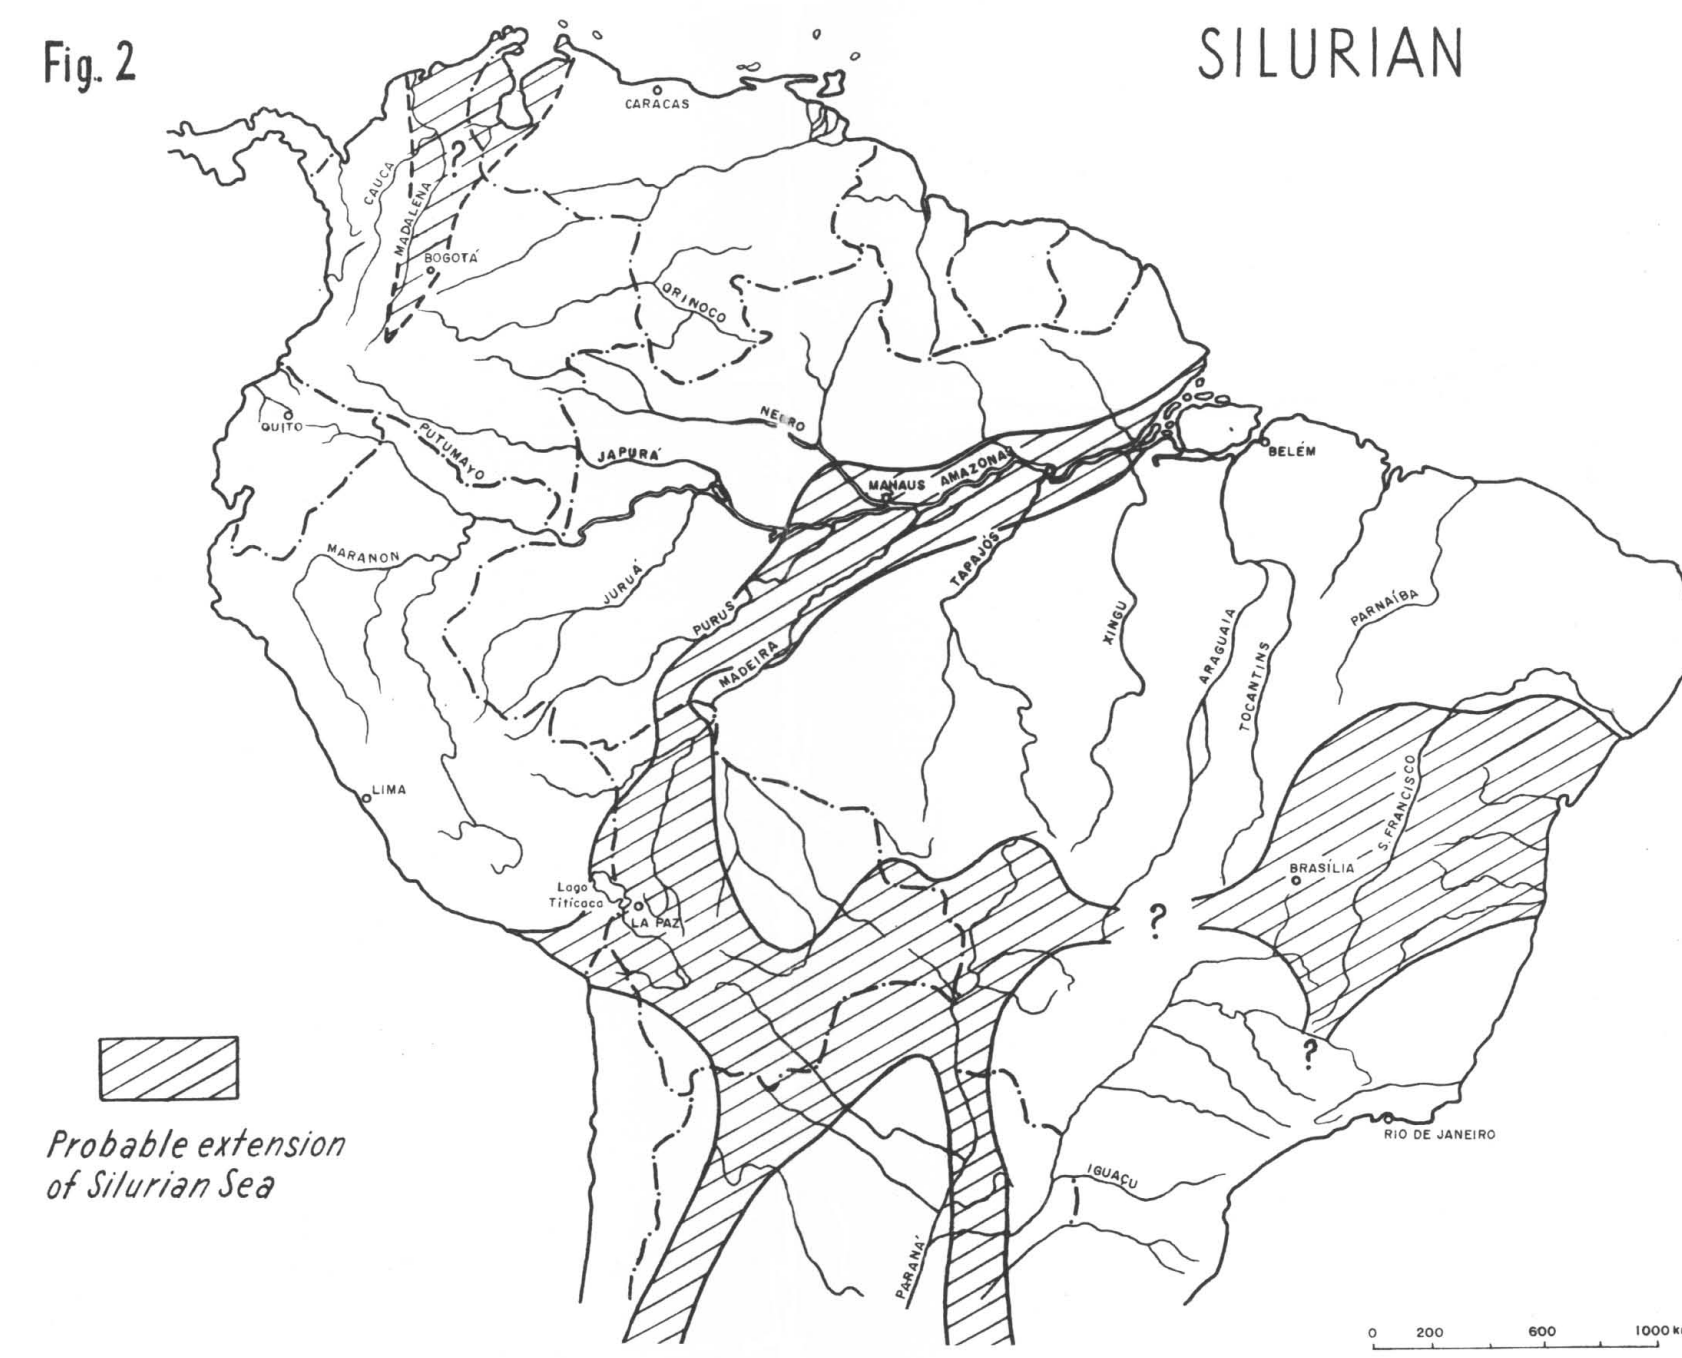 Fig. 2
SILURIAN
CARACAS
CAUCA
MADALENA
?
BOGOTÁ
ORINOCO
QUITO
PUTUMAYO
JAPURÁ
NEGRO
MANAUS
AMAZONAS
BELÉM
MARANON
JURUÁ
PURUS
MADEIRA
TAPAJÓS
XINGU
ARAGUAIA
TOCANTINS
PARNAÍBA
LIMA
Lago
Titicaca
LA PAZ
S. FRANCISCO
BRASÍLIA
?
?
RIO DE JANEIRO
IGUAÇU
PARANÁ
Probable extension
of Silurian Sea
0 200 600 1000 k